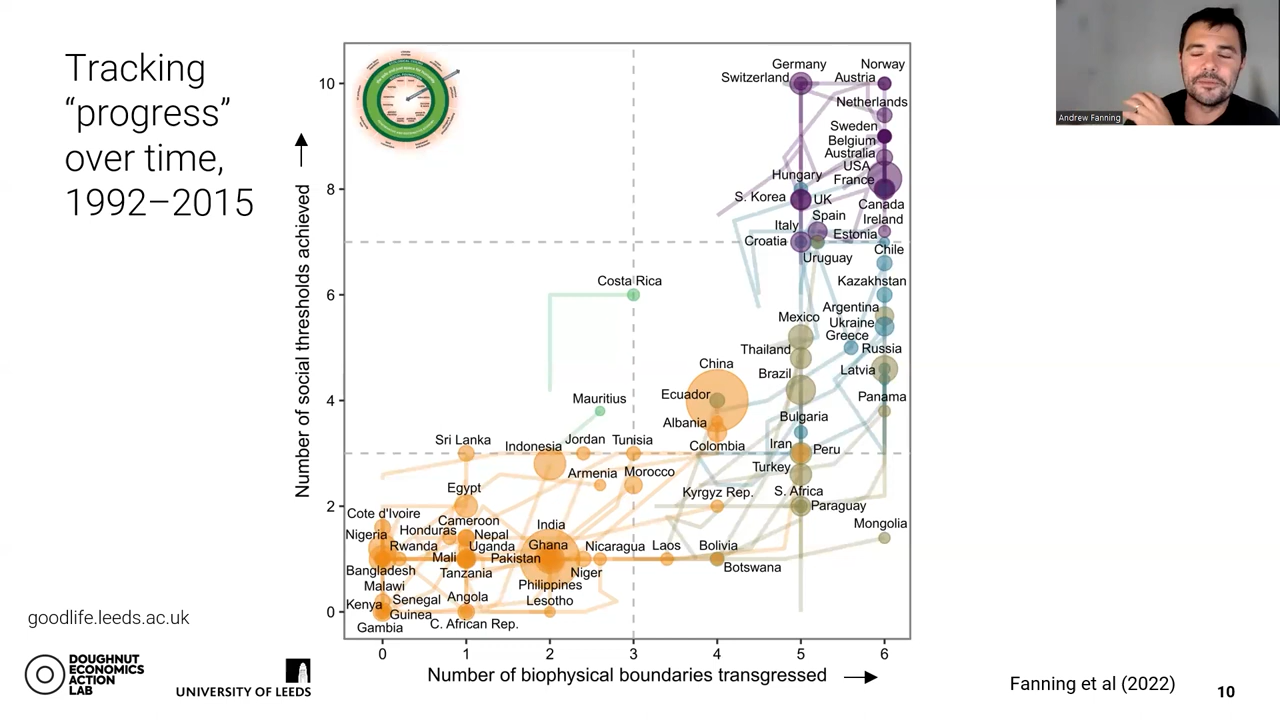 Tracking
“progress”
over time,
1992–2015
goodlife.leeds.ac.uk
DOUGHNUT
ECONOMICS
ACTION
LAB
UNIVERSITY OF LEEDS
Number of social thresholds achieved
10
8
6
4
2
0
Germany
Norway
Switzerland
Austria
Netherlands
Sweden
Belgium
Australia
USA
Hungary
France
S. Korea
UK
Canada
Spain
Ireland
Italy
Estonia
Croatia
Chile
Uruguay
Costa Rica
Kazakhstan
Argentina
Mexico
Ukraine
Greece
Thailand
Russia
China
Brazil
Latvia
Ecuador
Mauritius
Panama
Albania
Bulgaria
Sri Lanka
Indonesia
Jordan
Tunisia
Colombia
Iran
Peru
Armenia
Morocco
Turkey
Egypt
Kyrgyz Rep.
S. Africa
Paraguay
Cote d'Ivoire
Cameroon
India
Mongolia
Nigeria
Honduras
Nepal
Rwanda
Uganda
Ghana
Nicaragua
Laos
Bolivia
Mali
Pakistan
Bangladesh
Tanzania
Niger
Botswana
Malawi
Philippines
Kenya
Senegal
Angola
Lesotho
Guinea
Gambia
C. African Rep.
0
1
2
3
4
5
6
Number of biophysical boundaries transgressed
Andrew Fanning
Fanning et al (2022)
10